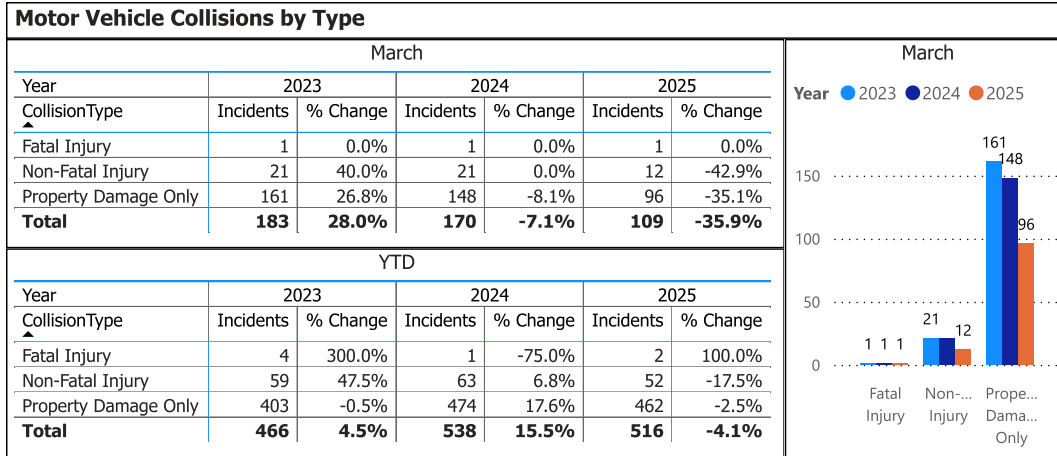 Motor Vehicle Collisions by Type
March
Year 2023 2024 2025
CollisionType Incidents % Change Incidents % Change Incidents % Change
Fatal Injury 1 0.0% 1 0.0% 1 0.0%
Non-Fatal Injury 21 40.0% 21 0.0% 12 -42.9%
Property Damage Only 161 26.8% 148 -8.1% 96 -35.1%
Total 183 28.0% 170 -7.1% 109 -35.9%
YTD
Year 2023 2024 2025
CollisionType Incidents % Change Incidents % Change Incidents % Change
Fatal Injury 4 300.0% 1 -75.0% 2 100.0%
Non-Fatal Injury 59 47.5% 63 6.8% 52 -17.5%
Property Damage Only 403 -0.5% 474 17.6% 462 -2.5%
Total 466 4.5% 538 15.5% 516 -4.1%
March
Year 2023 2024 2025
161
148
150
96
100
50
21
12
1 1 1
0
Fatal Non-... Prope...
Injury Injury Dama...
Only